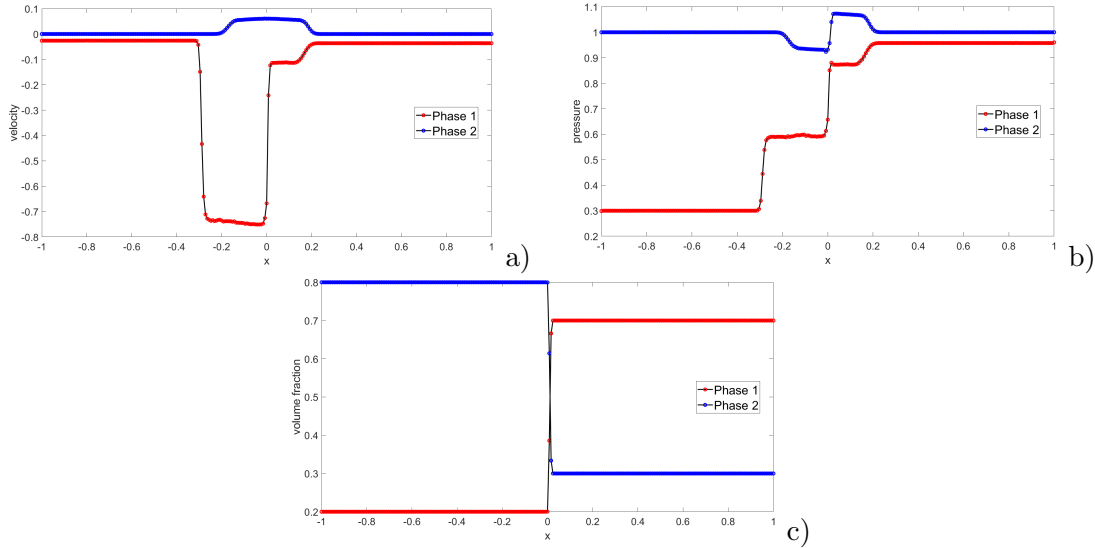 0.1
0
-0.1
-0.2
-0.3
-0.4
-0.5
-0.6
-0.7
-0.8
velocity
-1 -0.8 -0.6 -0.4 -0.2 0 0.2 0.4 0.6 0.8 1
x
Phase 1
Phase 2
a)
1.1
1
0.9
0.8
0.7
0.6
0.5
0.4
0.3
0.2
pressure
-1 -0.8 -0.6 -0.4 -0.2 0 0.2 0.4 0.6 0.8 1
x
Phase 1
Phase 2
b)
0.8
0.7
0.6
0.5
0.4
0.3
0.2
volume fraction
-1 -0.8 -0.6 -0.4 -0.2 0 0.2 0.4 0.6 0.8 1
x
Phase 1
Phase 2
c)